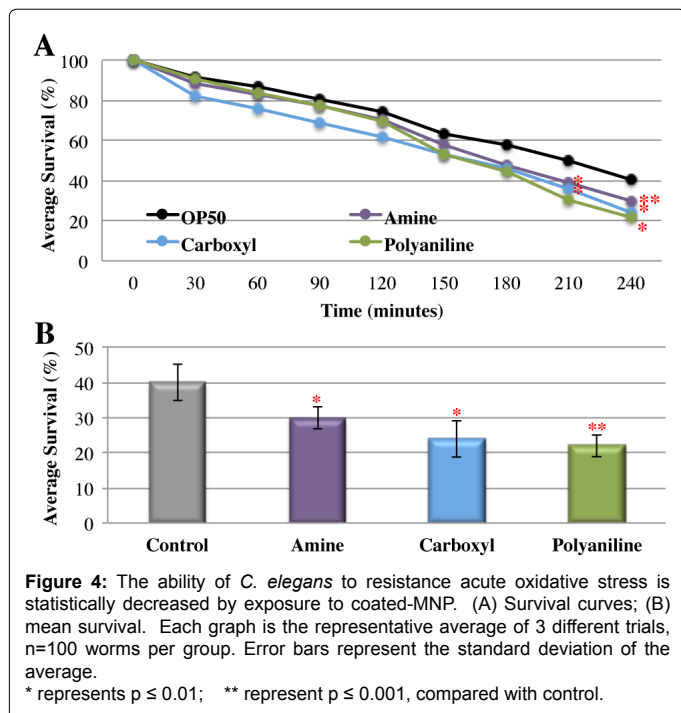 A
Average Survival (%)
100
80
60
40
20
0
OP50
Amine
Carboxyl
Polyaniline
* * * ** * *
0 30 60 90 120 150 180 210 240
Time (minutes)
B
Average Survival (%)
50
40
30
20
10
0
* * **
Control Amine Carboxyl Polyaniline
Figure 4: The ability of C. elegans to resistance acute oxidative stress is
statistically decreased by exposure to coated-MNP. (A) Survival curves; (B)
mean survival. Each graph is the representative average of 3 different trials,
n=100 worms per group. Error bars represent the standard deviation of the
average.
* represents p ≤ 0.01; ** represent p ≤ 0.001, compared with control.